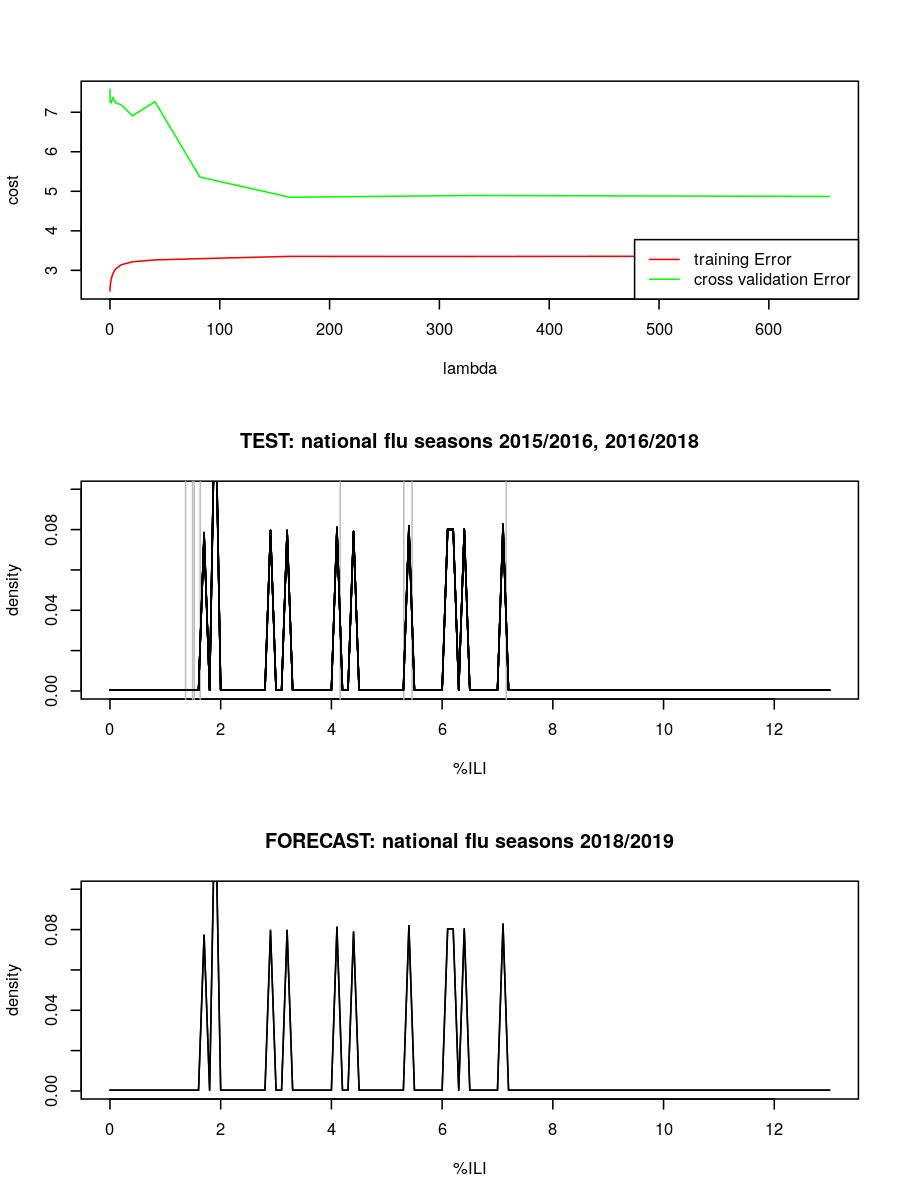 7
6
5
4
3
cost
training Error
cross validation Error
0 100 200 300 400 500 600
lambda
TEST: national flu seasons 2015/2016, 2016/2018
0.08
0.04
0.00
density
0 2 4 6 8 10 12
%ILI
FORECAST: national flu seasons 2018/2019
0.08
0.04
0.00
density
0 2 4 6 8 10 12
%ILI